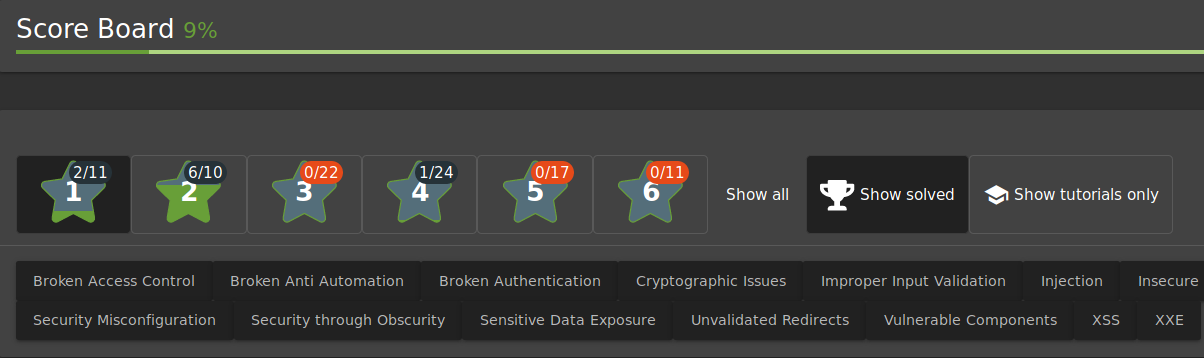 Score Board 9%
2/11 6/10 0/22 1/24 0/17 0/11
1 2 3 4 5 6 Show all Show solved Show tutorials only
Broken Access Control Broken Anti Automation Broken Authentication Cryptographic Issues Improper Input Validation Injection Insecure
Security Misconfiguration Security through Obscurity Sensitive Data Exposure Unvalidated Redirects Vulnerable Components XSS XXE